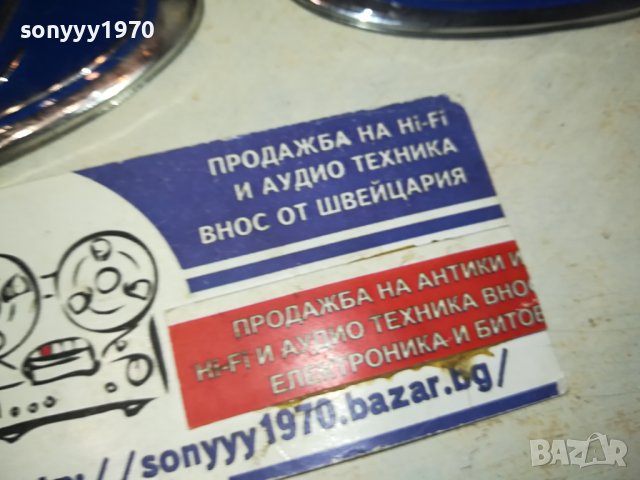 sonyyy1970
ПРОДАЖБА НА Hi-Fi
И АУДИО ТЕХНИКА
ВНОС ОТ ШВЕЙЦАРИЯ
ПРОДАЖБА НА АНТИКИ И
Hi-Fi И АУДИО ТЕХНИКА ВНОС
ЕЛЕКТРОНИКА И БИТОВ
//sonyyy1970.bazar.bg/
BAZAR